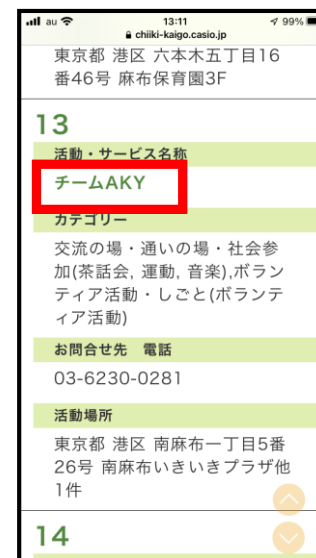 au 13:11 99%
chiiki-kaigo.casio.jp
東京都 港区 六本木五丁目16
番46号 麻布保育園3F
13
活動・サービス名称
チームAKY
カテゴリー
交流の場・通いの場・社会参
加(茶話会, 運動, 音楽),ボラン
ティア活動・しごと(ボランテ
ィア活動)
お問合せ先 電話
03-6230-0281
活動場所
東京都 港区 南麻布一丁目5番
26号 南麻布いきいきプラザ他
1件
14